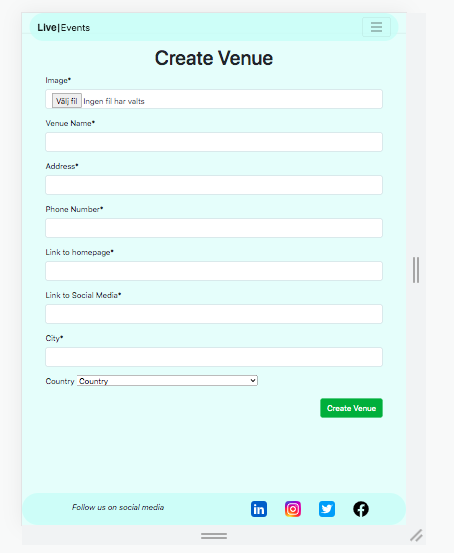 Live|Events
Create Venue
Image*
Välj fil Ingen fil har valts
Venue Name*
Address*
Phone Number*
Link to homepage*
Link to Social Media*
City*
Country Country
Create Venue
Follow us on social media